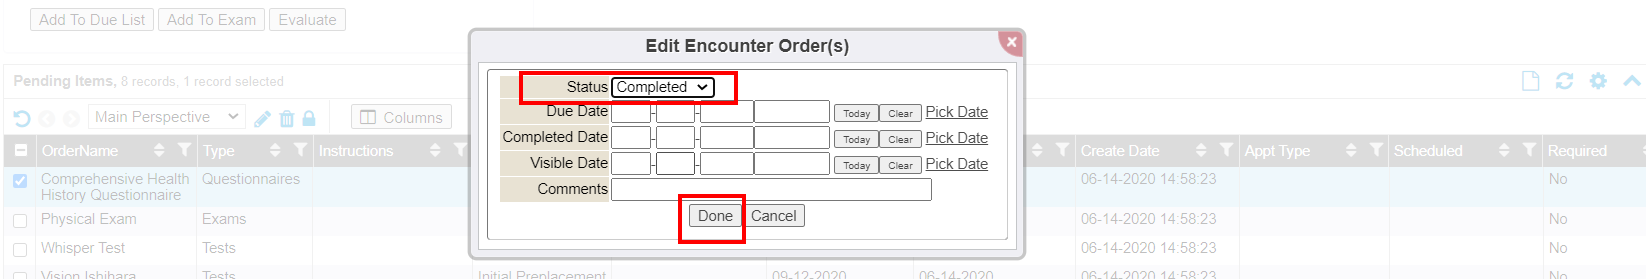 Add To Due List Add To Exam Evaluate
Edit Encounter Order(s)
Pending Items, 8 records, 1 record selected
Status Completed
Main Perspective Columns
Due Date - - Today Clear Pick Date
Completed Date - - Today Clear Pick Date
Visible Date - - Today Clear Pick Date
Comments
Done Cancel
OrderName Type Instructions Create Date Appt Type Scheduled Required
Comprehensive Health History Questionnaire Questionnaires 06-14-2020 14:58:23 No
Physical Exam Exams 06-14-2020 14:58:23 No
Whisper Test Tests 06-14-2020 14:58:23 No
Vision Ishihara Tests Initial Preplacement 09-12-2020 06-14-2020 06-14-2020 14:58:23 No